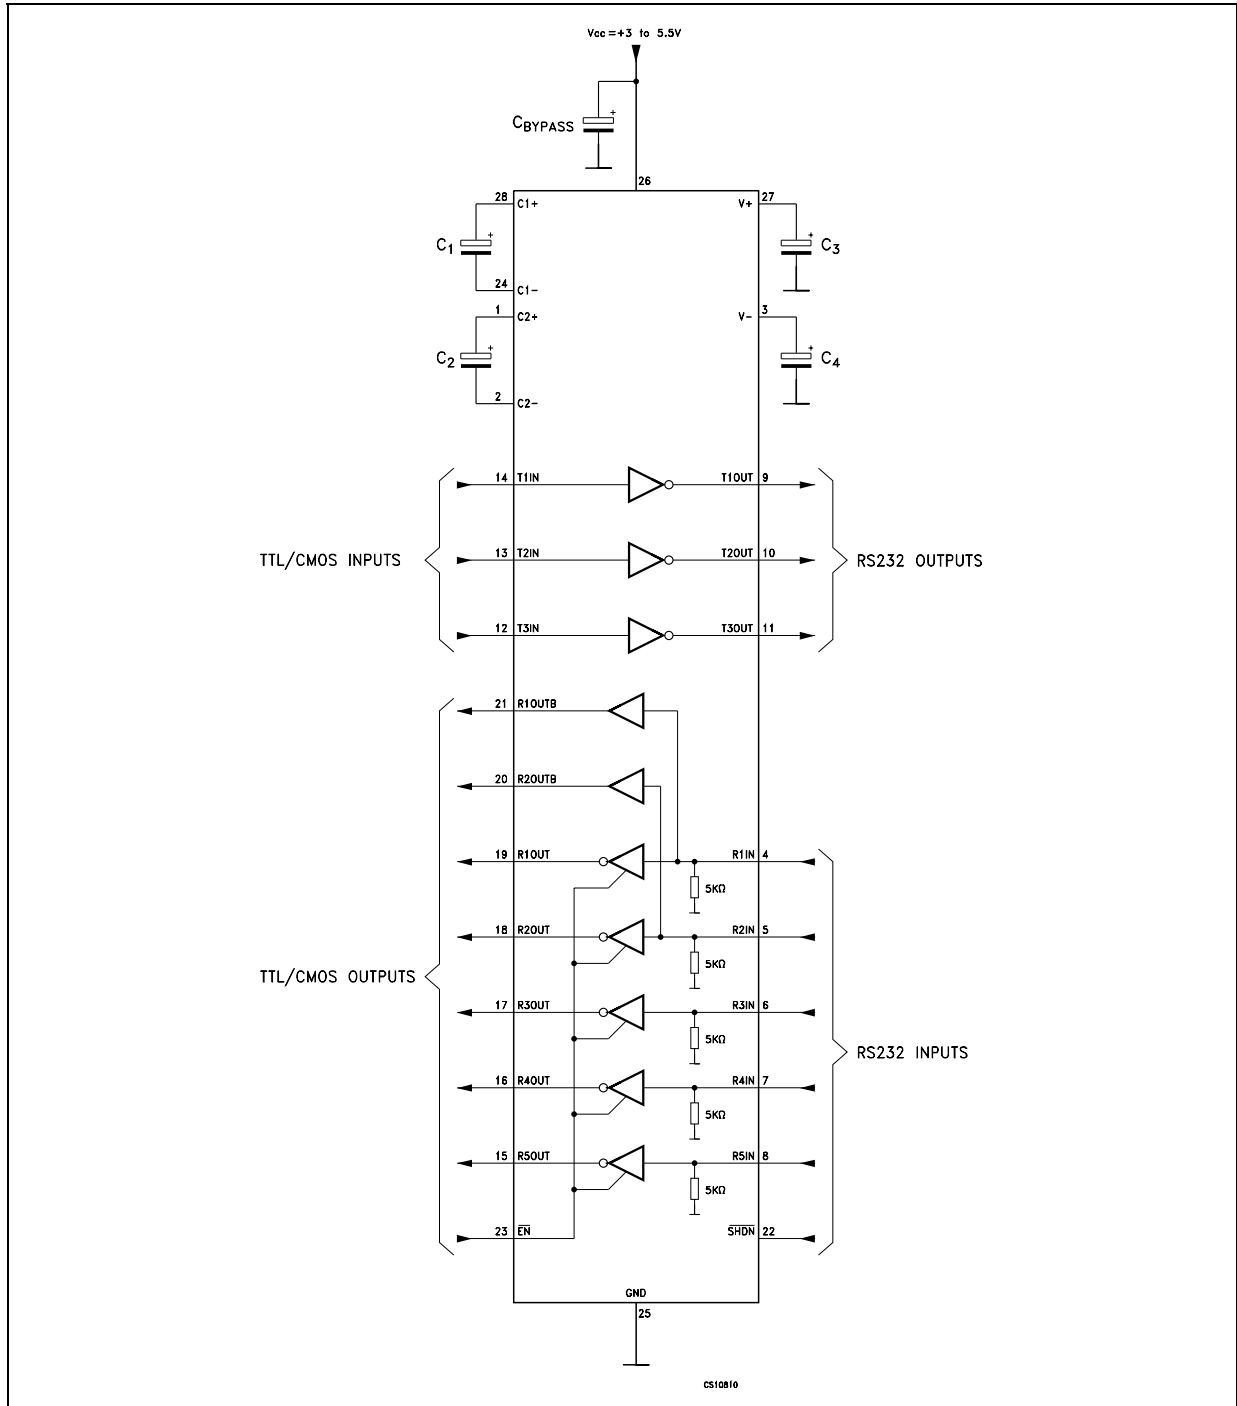 Vcc=+3 to 5.5V
CBYPASS
26
28 C1+ V+ 27
C1 C3
24 C1-
1 C2+ V- 3
C2 C4
2 C2-
14 T1IN T1OUT 9
13 T2IN T2OUT 10
TTL/CMOS INPUTS RS232 OUTPUTS
12 T3IN T3OUT 11
21 R1OUTB
20 R2OUTB
19 R1OUT R1IN 4
5KΩ
18 R2OUT R2IN 5
5KΩ
TTL/CMOS OUTPUTS
17 R3OUT R3IN 6
5KΩ
RS232 INPUTS
16 R4OUT R4IN 7
5KΩ
15 R5OUT R5IN 8
5KΩ
23 E̅N̅ S̅H̅D̅N̅ 22
GND
25
CS10810